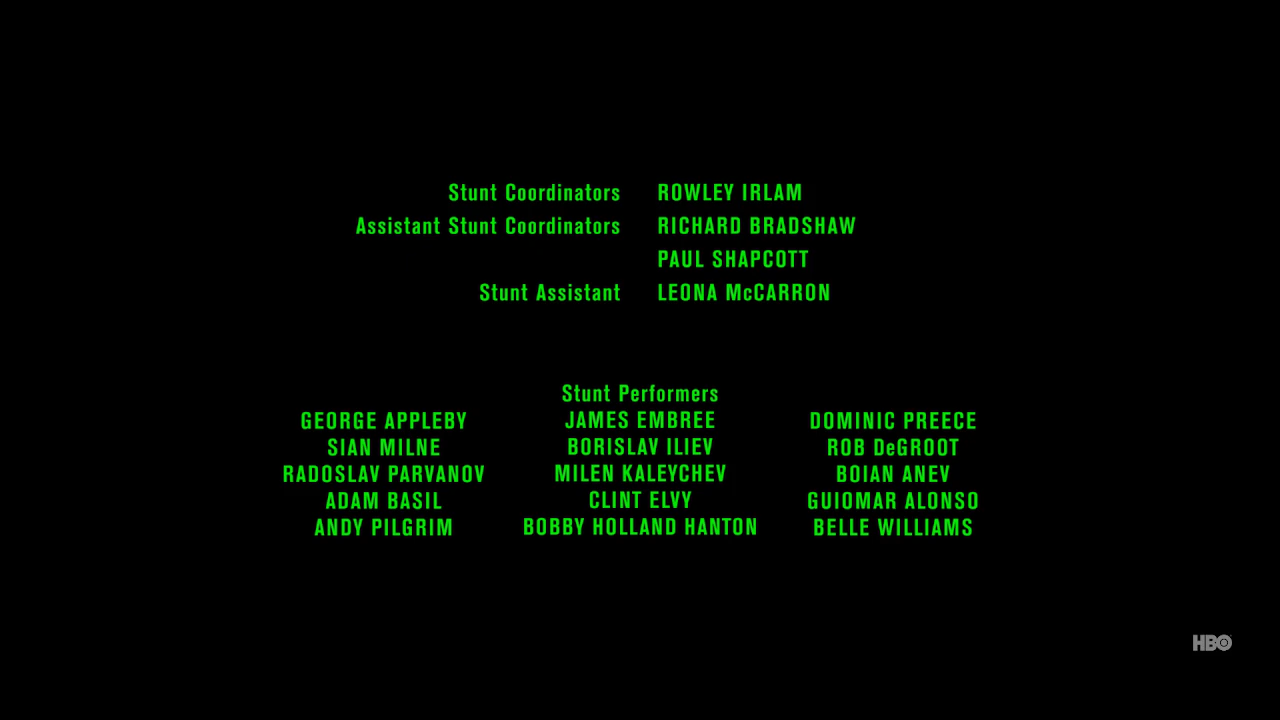 Stunt Coordinators ROWLEY IRLAM
Assistant Stunt Coordinators RICHARD BRADSHAW
PAUL SHAPCOTT
Stunt Assistant LEONA McCARRON
Stunt Performers
GEORGE APPLEBY JAMES EMBREE DOMINIC PREECE
SIAN MILNE BORISLAV ILIEV ROB DeGROOT
RADOSLAV PARVANOV MILEN KALEYCHEV BOIAN ANEV
ADAM BASIL CLINT ELVY GUIOMAR ALONSO
ANDY PILGRIM BOBBY HOLLAND HANTON BELLE WILLIAMS
HBO